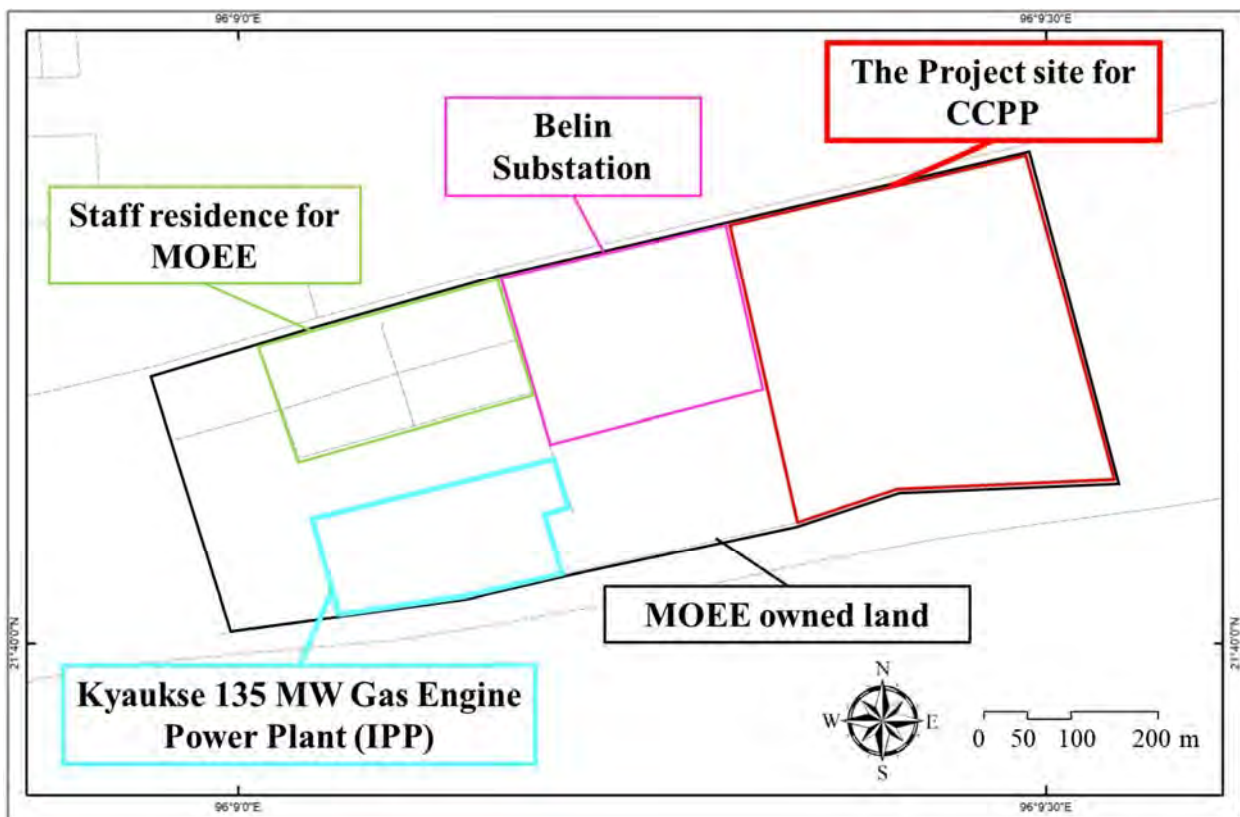 96°9'0"E
96°9'30"E
The Project site for
CCPP
Belin
Substation
Staff residence for
MOEE
MOEE owned land
21°40'0"N
21°40'0"N
Kyaukse 135 MW Gas Engine
Power Plant (IPP)
N
W
E
S
0 50 100 200 m
96°9'0"E
96°9'30"E